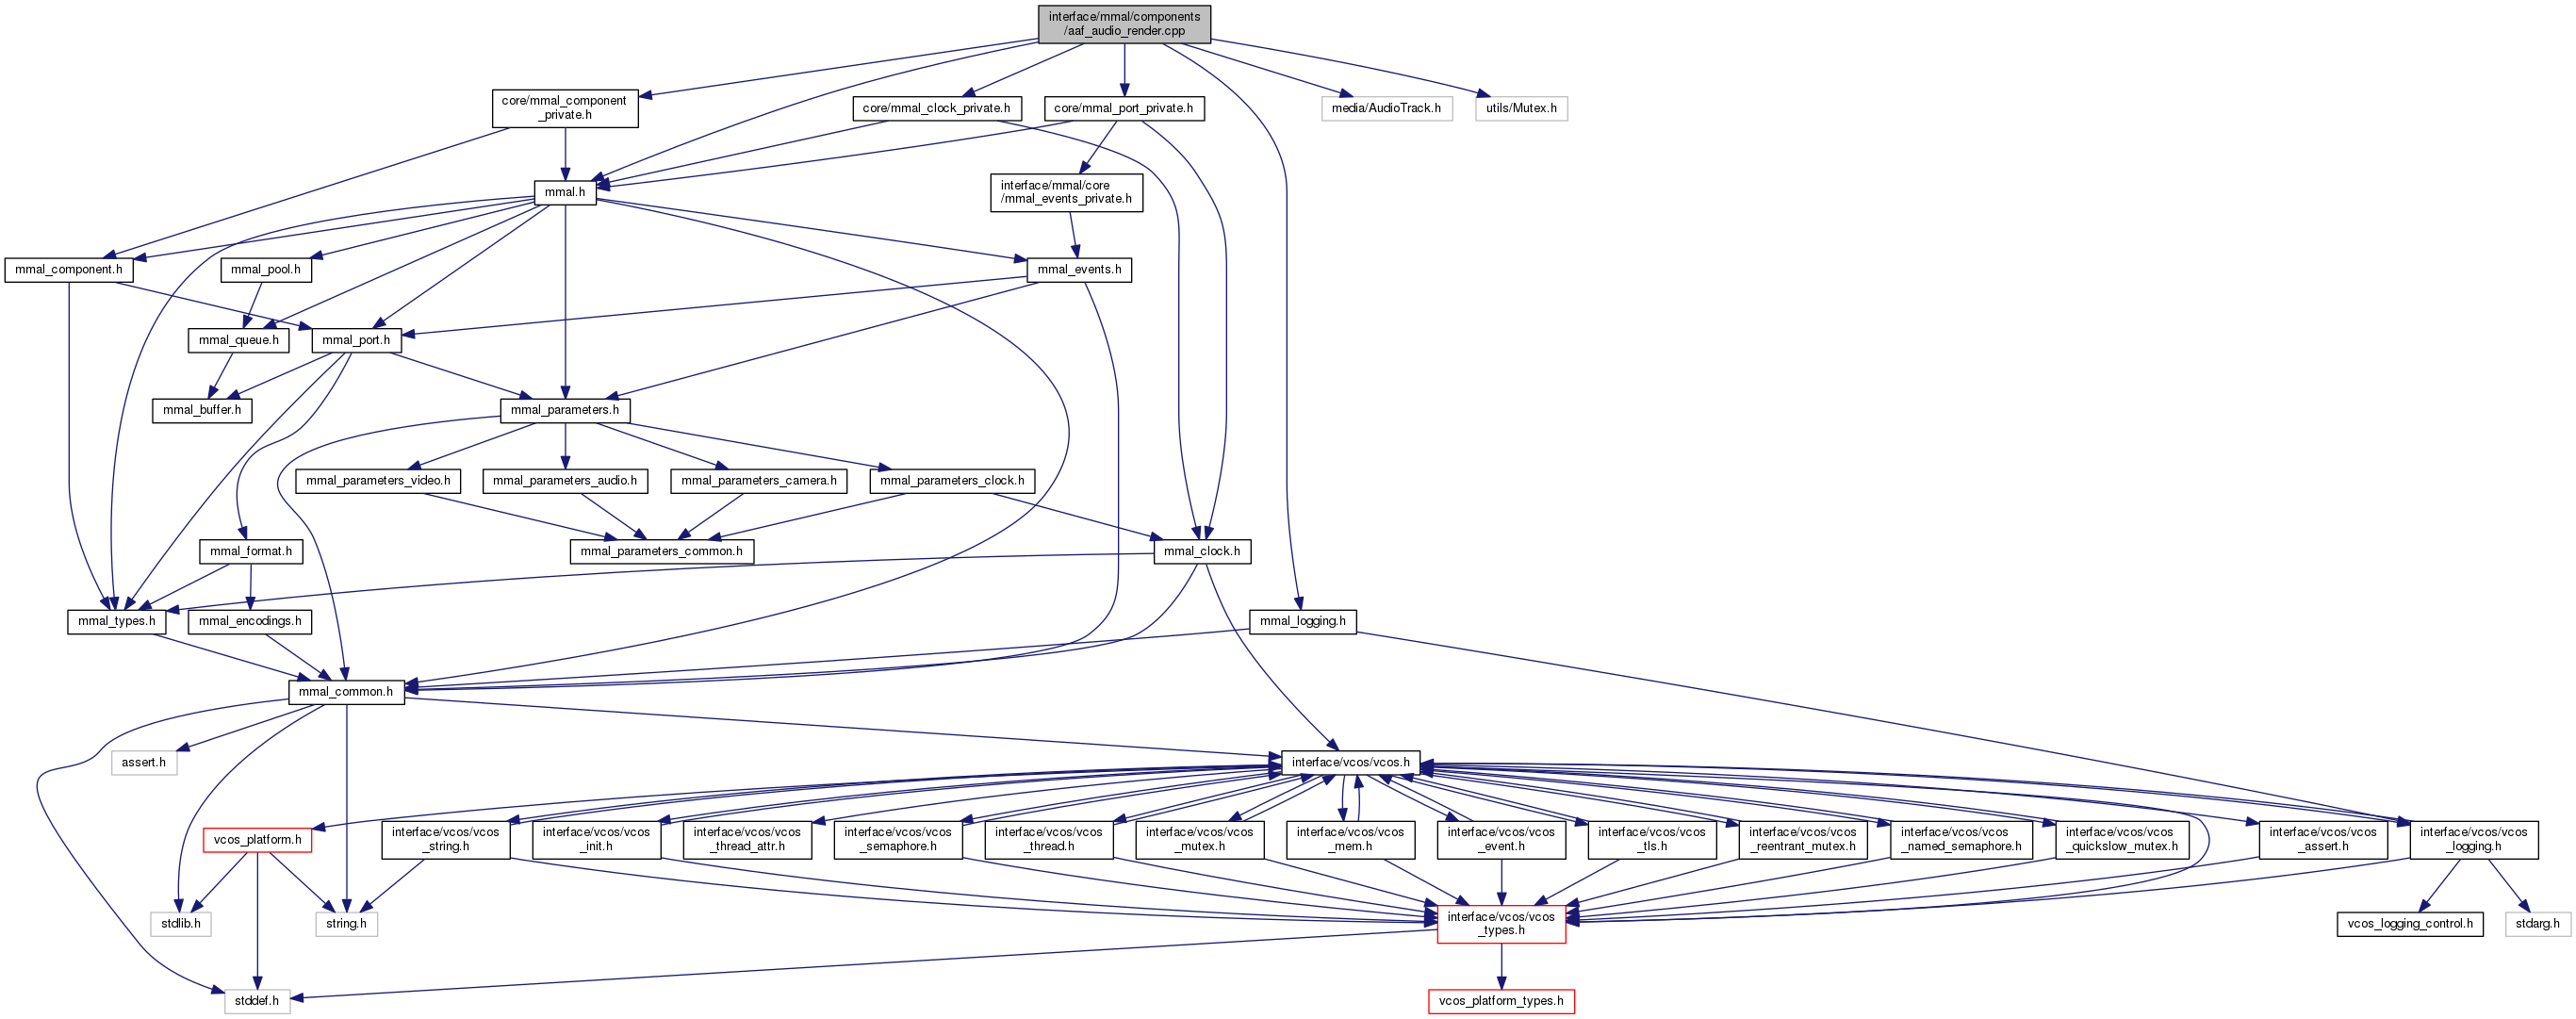 interface/mmal/components
/aaf_audio_render.cpp
core/mmal_component
_private.h
core/mmal_clock_private.h
core/mmal_port_private.h
media/AudioTrack.h
utils/Mutex.h
mmal.h
interface/mmal/core
/mmal_events_private.h
mmal_component.h
mmal_pool.h
mmal_events.h
mmal_queue.h
mmal_port.h
mmal_buffer.h
mmal_parameters.h
mmal_parameters_video.h
mmal_parameters_audio.h
mmal_parameters_camera.h
mmal_parameters_clock.h
mmal_format.h
mmal_parameters_common.h
mmal_clock.h
mmal_types.h
mmal_encodings.h
mmal_logging.h
mmal_common.h
assert.h
interface/vcos/vcos.h
vcos_platform.h
interface/vcos/vcos
_string.h
interface/vcos/vcos
_init.h
interface/vcos/vcos
_thread_attr.h
interface/vcos/vcos
_semaphore.h
interface/vcos/vcos
_thread.h
interface/vcos/vcos
_mutex.h
interface/vcos/vcos
_mem.h
interface/vcos/vcos
_event.h
interface/vcos/vcos
_tls.h
interface/vcos/vcos
_reentrant_mutex.h
interface/vcos/vcos
_named_semaphore.h
interface/vcos/vcos
_quickslow_mutex.h
interface/vcos/vcos
_assert.h
interface/vcos/vcos
_logging.h
stdlib.h
string.h
interface/vcos/vcos
_types.h
vcos_logging_control.h
stdarg.h
stddef.h
vcos_platform_types.h